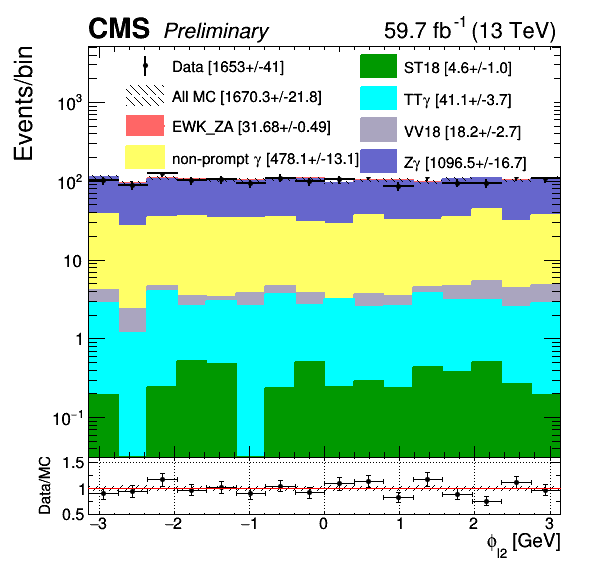 CMS Preliminary 59.7 fb⁻¹ (13 TeV)
Events/bin
Data [1653+/-41]
All MC [1670.3+/-21.8]
EWK_ZA [31.68+/-0.49]
non-prompt γ [478.1+/-13.1]
ST18 [4.6+/-1.0]
TTγ [41.1+/-3.7]
VV18 [18.2+/-2.7]
Zγ [1096.5+/-16.7]
10³
10²
10
1
10⁻¹
Data/MC
1.5
1
0.5
−3 −2 −1 0 1 2 3
ϕ_l2 [GeV]